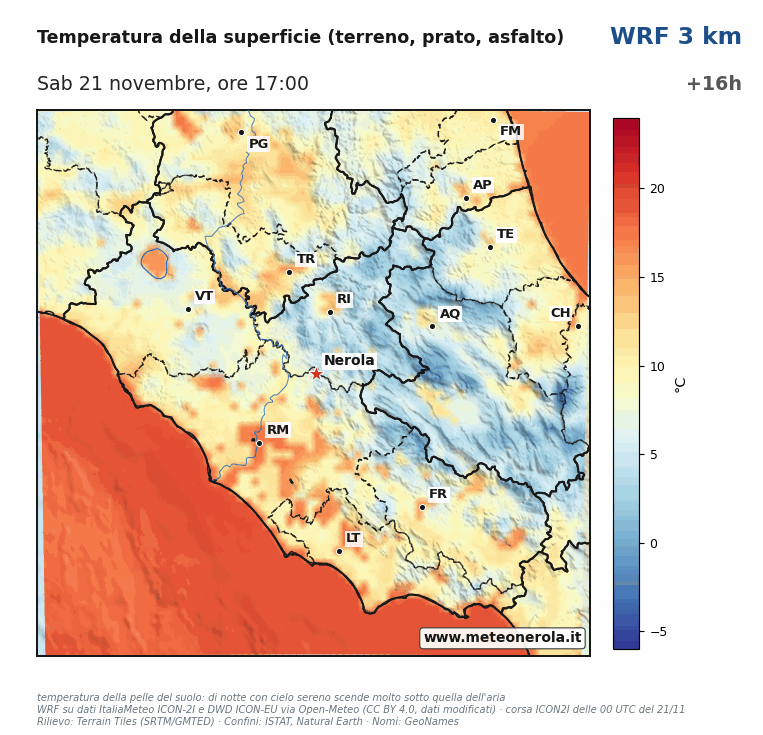 Temperatura della superficie (terreno, prato, asfalto)
WRF 3 km
Sab 21 novembre, ore 17:00
+16h
FM
PG
AP
TE
TR
VT
RI
AQ
CH
Nerola
RM
FR
LT
www.meteonerola.it
20
15
10
5
0
−5
°C
temperatura della pelle del suolo: di notte con cielo sereno scende molto sotto quella dell'aria
WRF su dati ItaliaMeteo ICON-2I e DWD ICON-EU via Open-Meteo (CC BY 4.0, dati modificati) · corsa ICON2I delle 00 UTC del 21/11
Rilievo: Terrain Tiles (SRTM/GMTED) · Confini: ISTAT, Natural Earth · Nomi: GeoNames